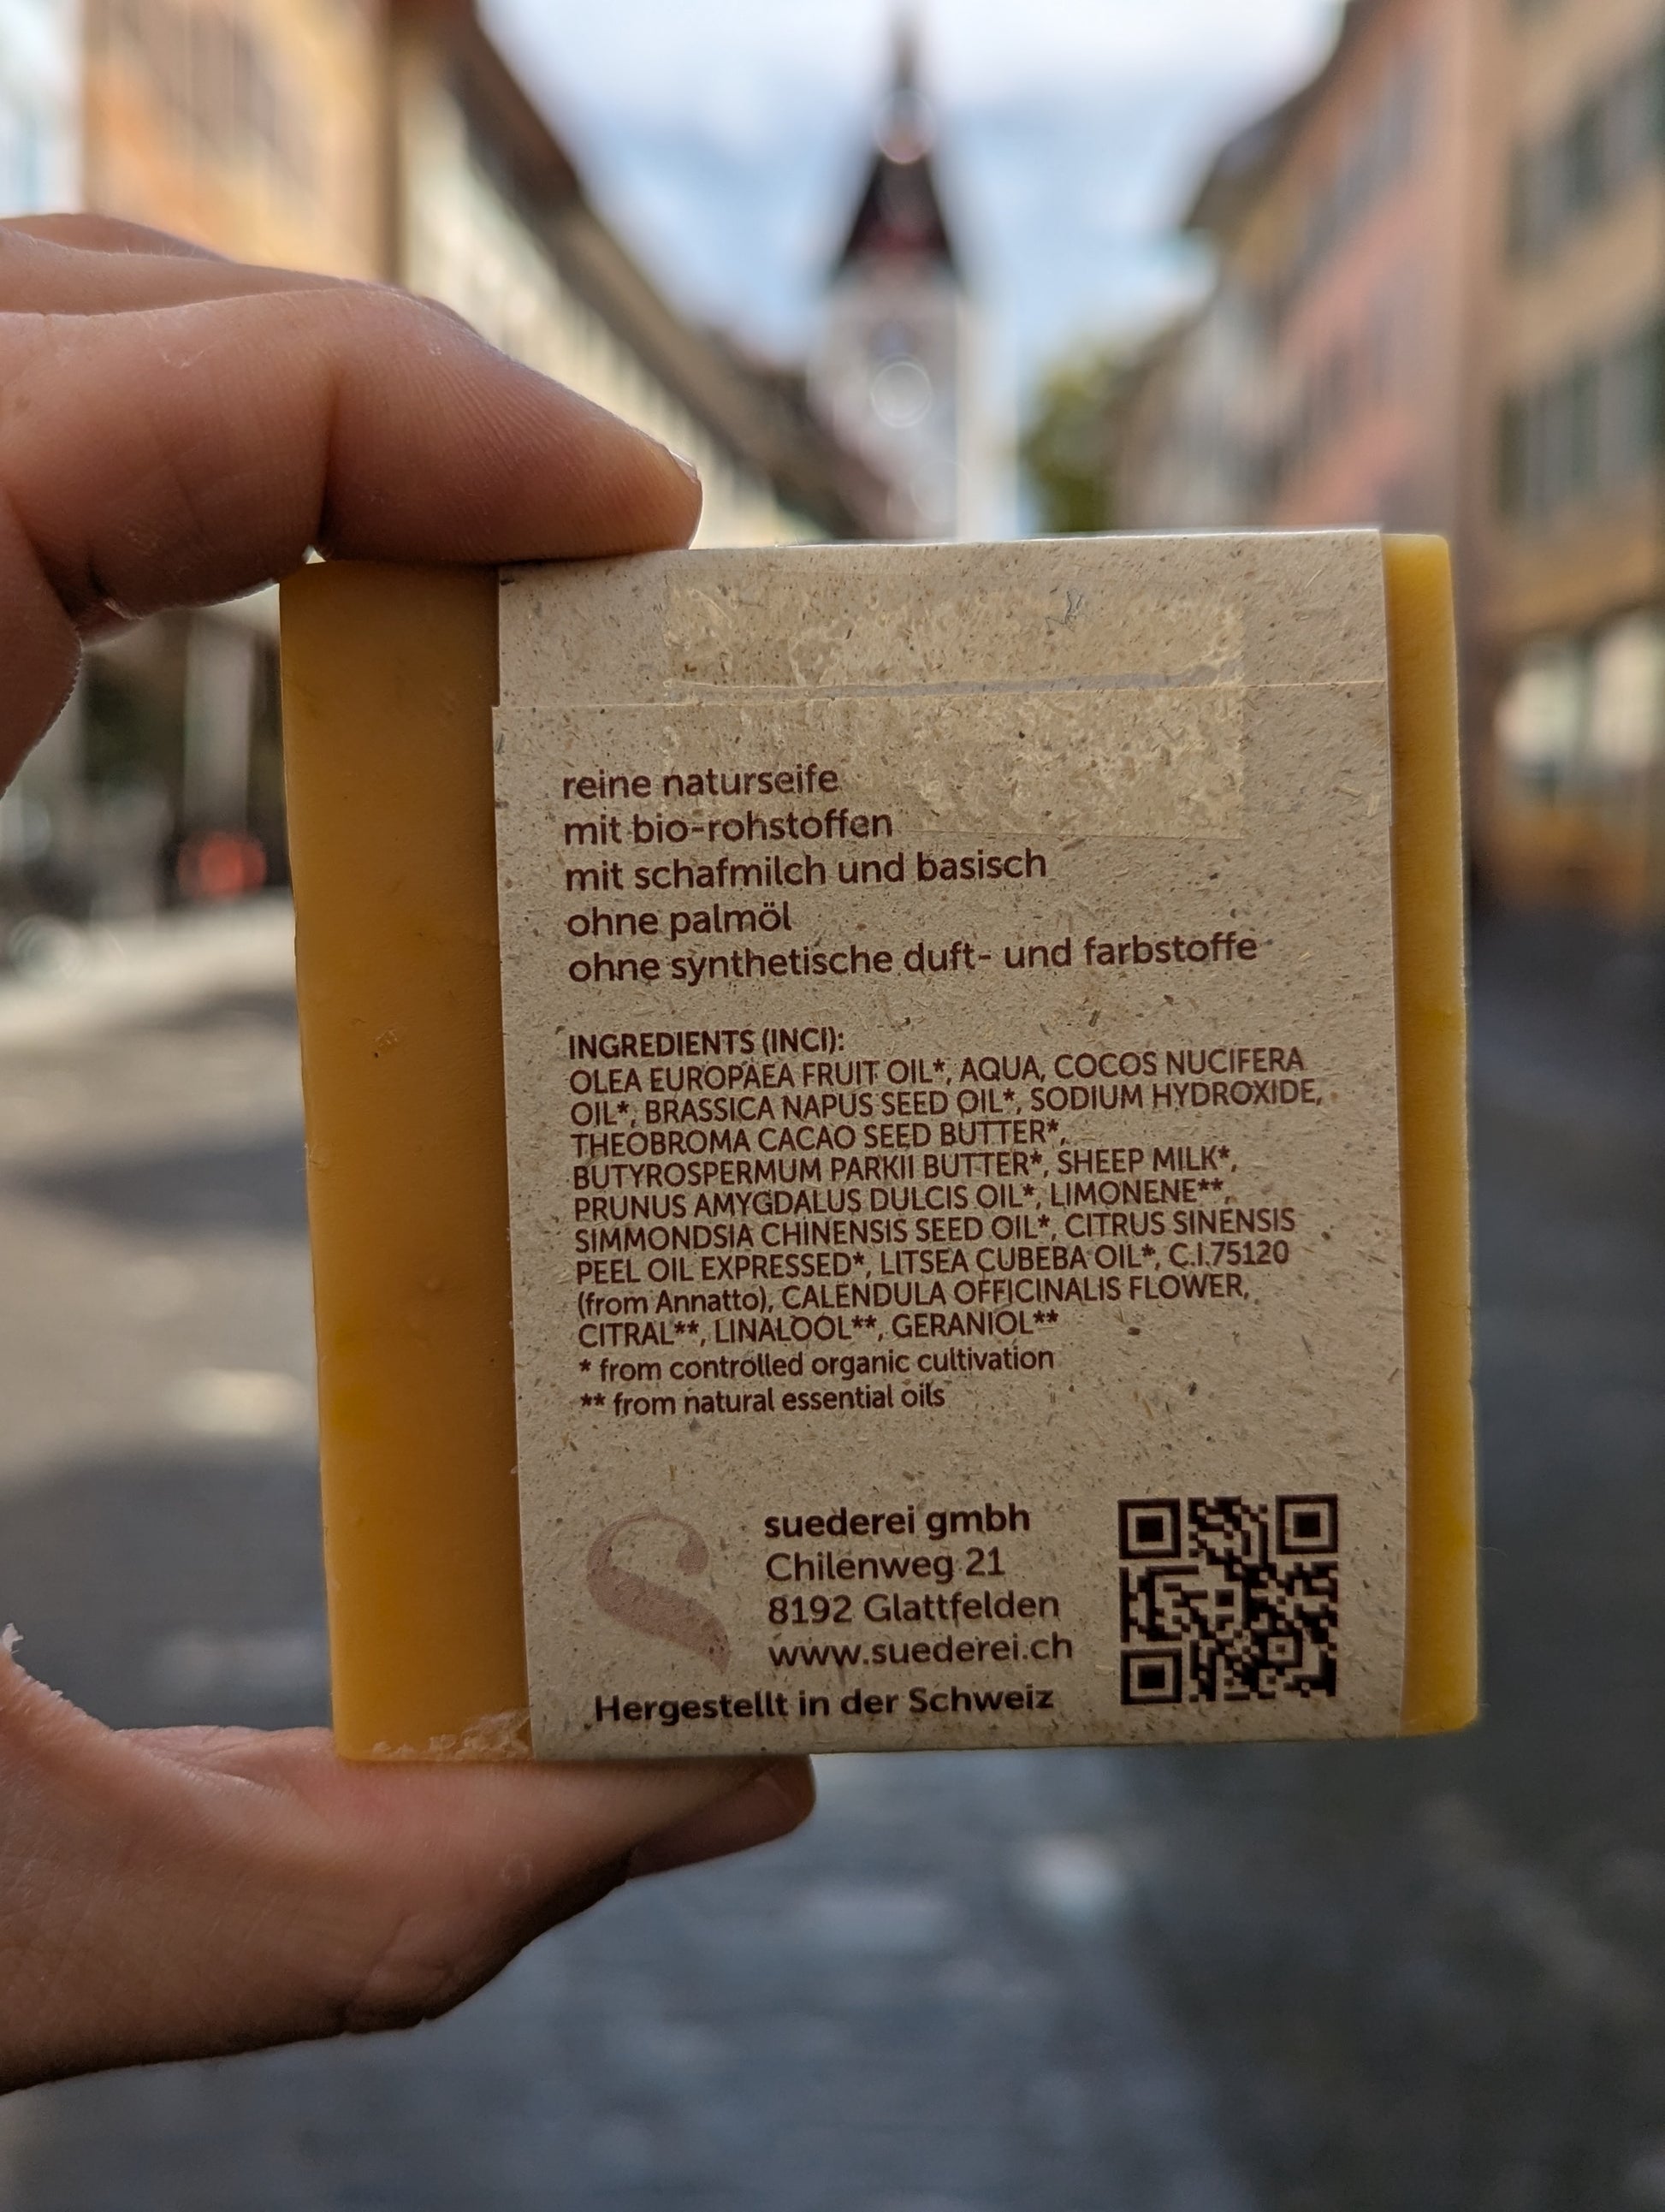 reine naturseife
mit bio-rohstoffen
mit schafmilch und basisch
ohne palmöl
ohne synthetische duft- und farbstoffe
INGREDIENTS (INCI):
OLEA EUROPAEA FRUIT OIL*, AQUA, COCOS NUCIFERA
OIL*, BRASSICA NAPUS SEED OIL*, SODIUM HYDROXIDE,
THEOBROMA CACAO SEED BUTTER*,
BUTYROSPERMUM PARKII BUTTER*, SHEEP MILK*,
PRUNUS AMYGDALUS DULCIS OIL*, LIMONENE**,
SIMMONDSIA CHINENSIS SEED OIL*, CITRUS SINENSIS
PEEL OIL EXPRESSED*, LITSEA CUBEBA OIL*, C.I.75120
(from Annatto), CALENDULA OFFICINALIS FLOWER,
CITRAL**, LINALOOL**, GERANIOL**
* from controlled organic cultivation
** from natural essential oils
suederei gmbh
Chilenweg 21
8192 Glattfelden
www.suederei.ch
Hergestellt in der Schweiz